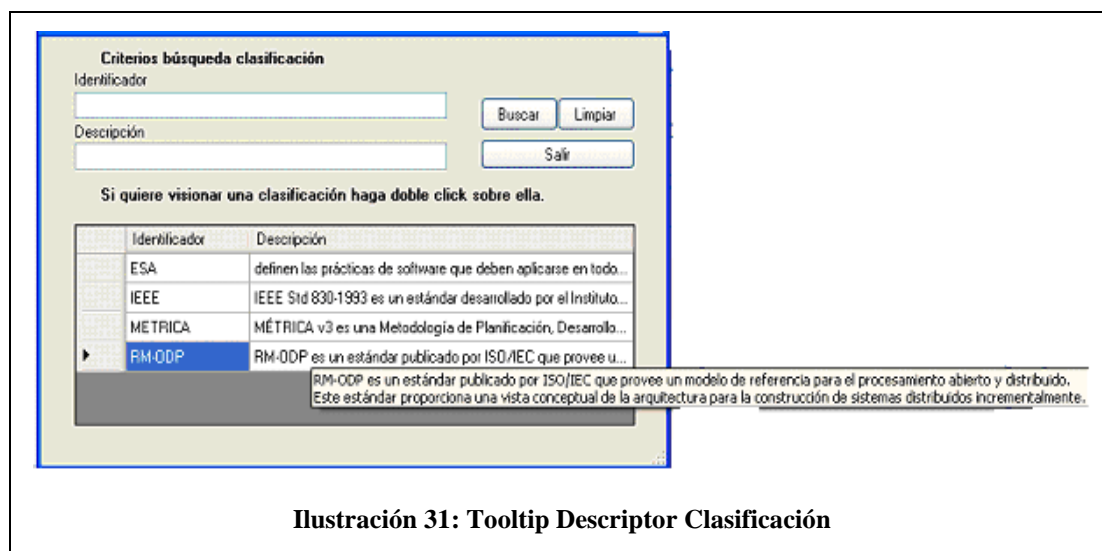 Criterios búsqueda clasificación
Identificador
Buscar Limpiar
Descripción
Salir
Si quiere visionar una clasificación haga doble click sobre ella.
Identificador Descripción
ESA definen las prácticas de software que deben aplicarse en todo...
IEEE IEEE Std 830-1993 es un estándar desarrollado por el Instituto...
METRICA MÉTRICA v3 es una Metodología de Planificación, Desarrollo...
RM-ODP RM-ODP es un estándar publicado por ISO/IEC que provee u...
RM-ODP es un estándar publicado por ISO/IEC que provee un modelo de referencia para el procesamiento abierto y distribuido.
Este estándar proporciona una vista conceptual de la arquitectura para la construcción de sistemas distribuidos incrementalmente.
Ilustración 31: Tooltip Descriptor Clasificación